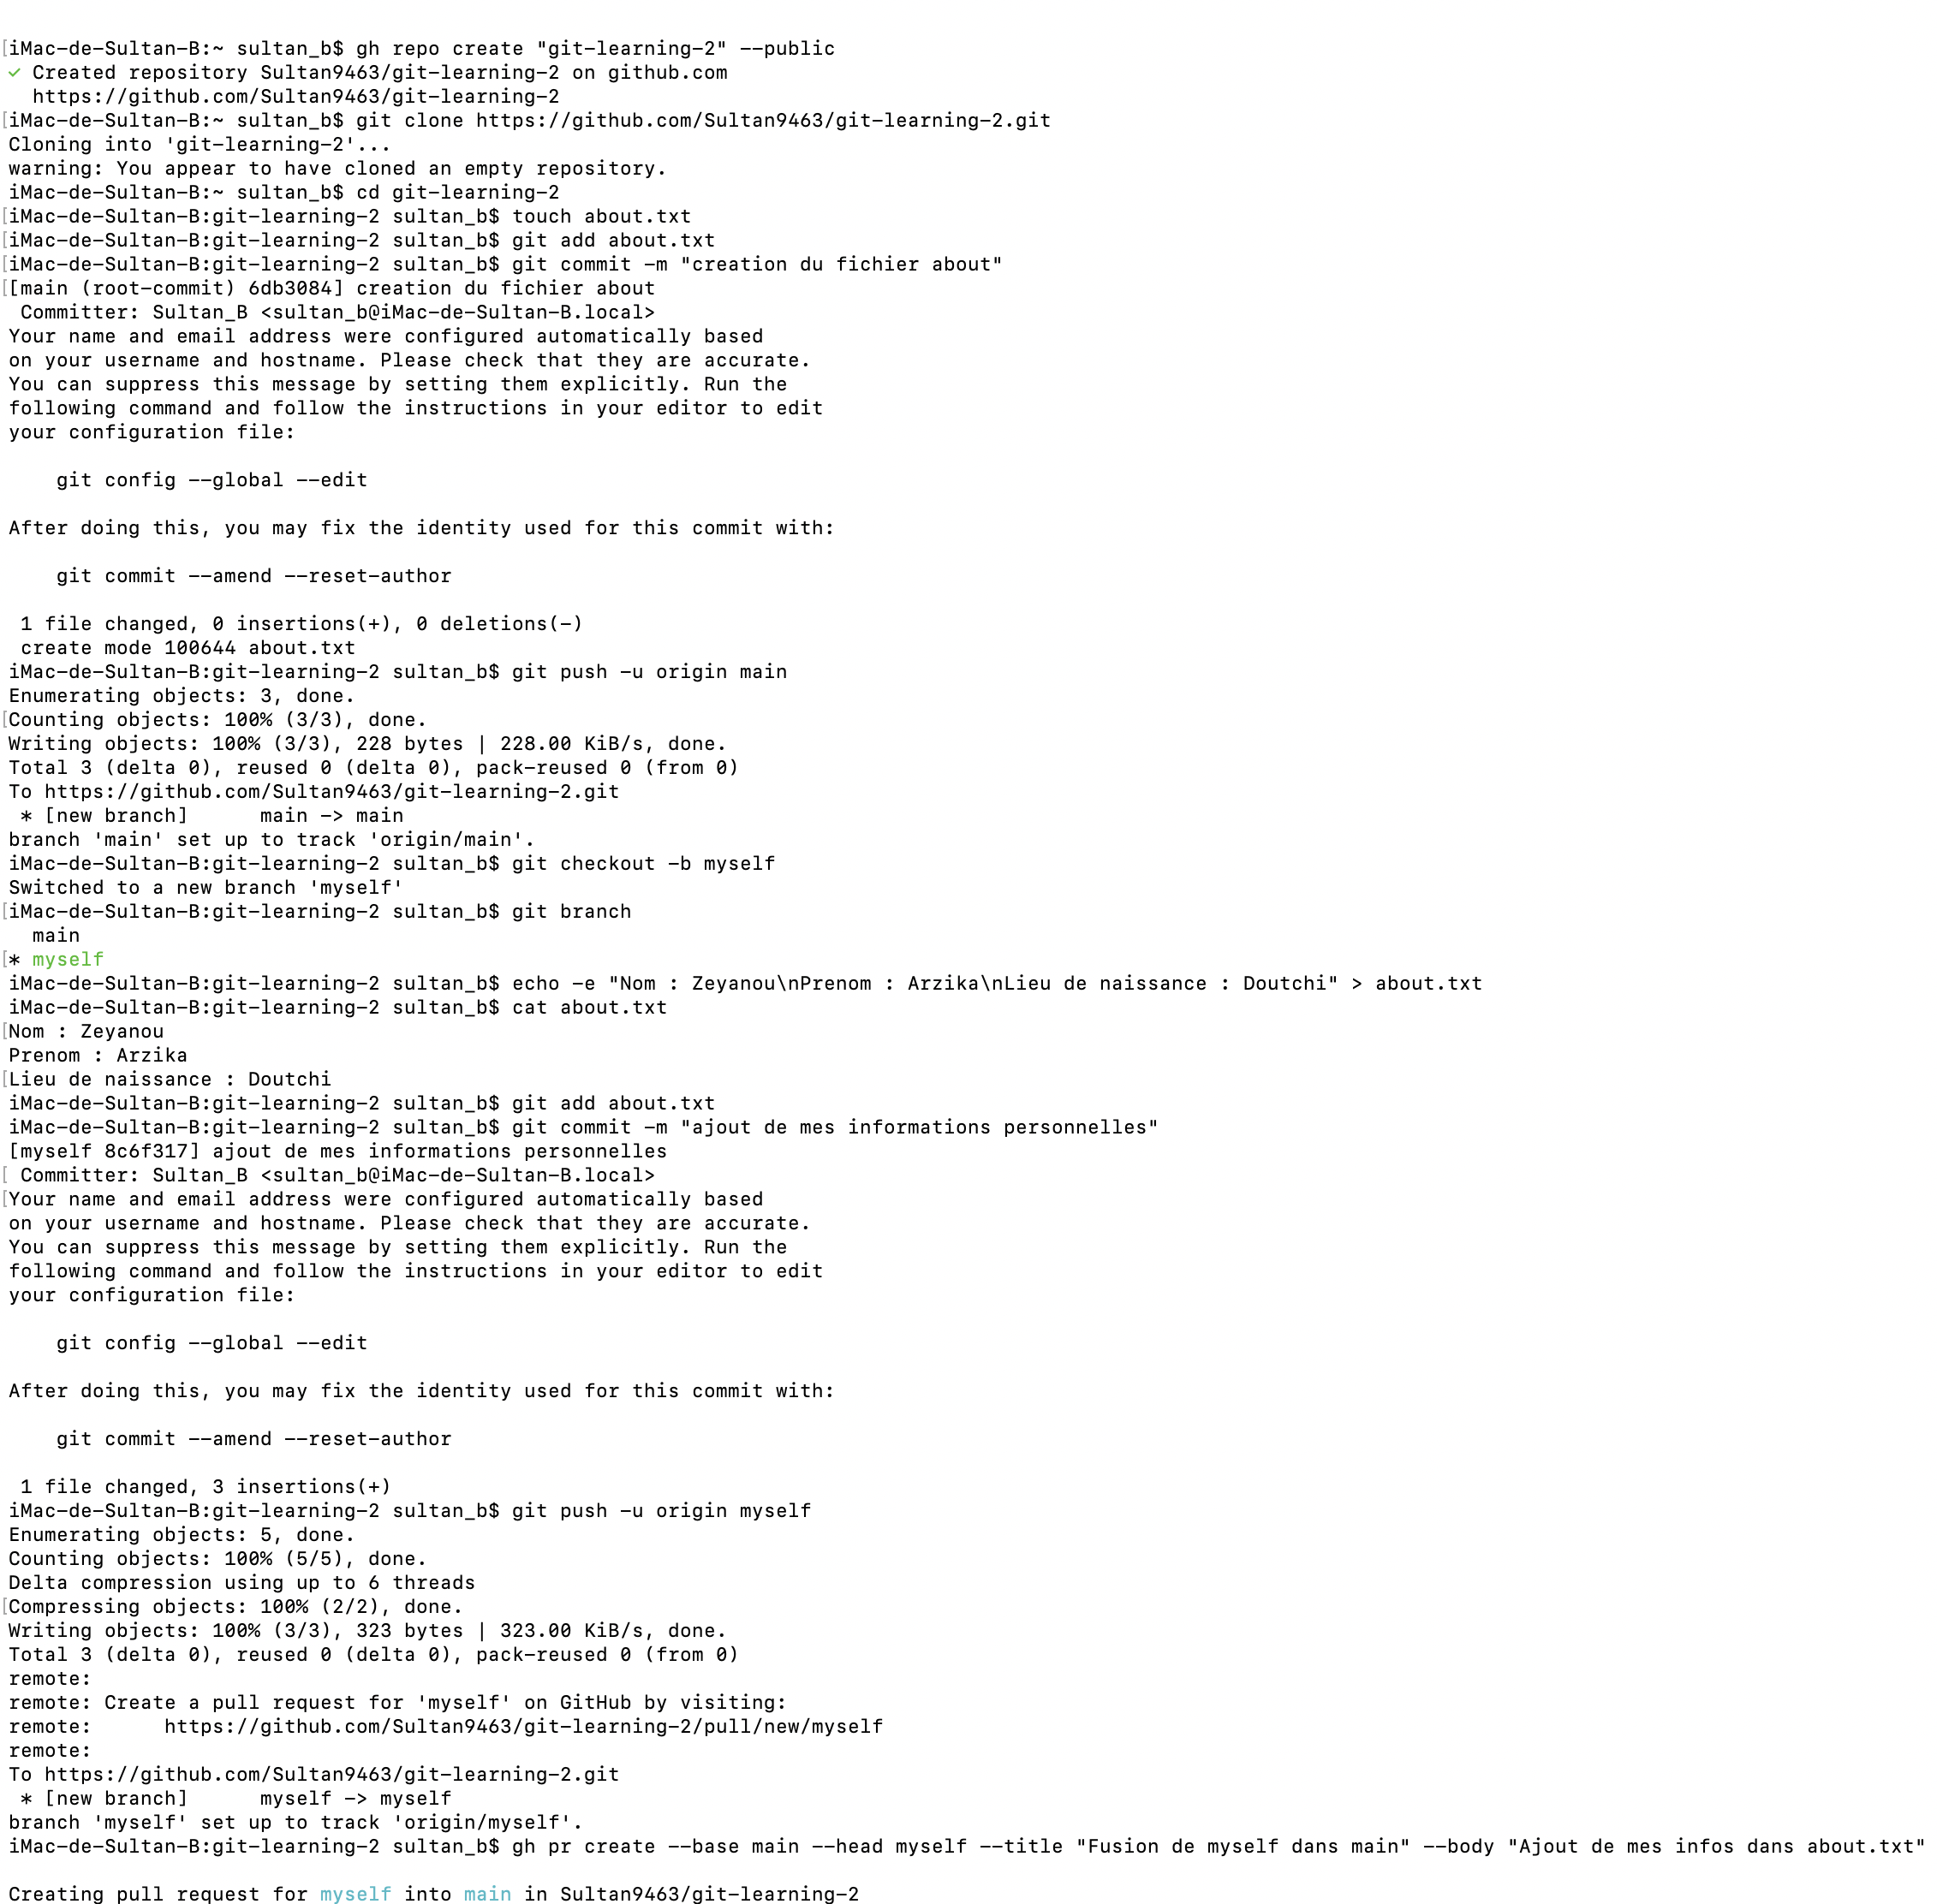 [iMac-de-Sultan-B:~ sultan_b$ gh repo create "git-learning-2" --public
✓ Created repository Sultan9463/git-learning-2 on github.com
  https://github.com/Sultan9463/git-learning-2
[iMac-de-Sultan-B:~ sultan_b$ git clone https://github.com/Sultan9463/git-learning-2.git
Cloning into 'git-learning-2'...
warning: You appear to have cloned an empty repository.
iMac-de-Sultan-B:~ sultan_b$ cd git-learning-2
[iMac-de-Sultan-B:git-learning-2 sultan_b$ touch about.txt
[iMac-de-Sultan-B:git-learning-2 sultan_b$ git add about.txt
[iMac-de-Sultan-B:git-learning-2 sultan_b$ git commit -m "creation du fichier about"
[[main (root-commit) 6db3084] creation du fichier about
 Committer: Sultan_B <sultan_b@iMac-de-Sultan-B.local>
Your name and email address were configured automatically based
on your username and hostname. Please check that they are accurate.
You can suppress this message by setting them explicitly. Run the
following command and follow the instructions in your editor to edit
your configuration file:

    git config --global --edit

After doing this, you may fix the identity used for this commit with:

    git commit --amend --reset-author

 1 file changed, 0 insertions(+), 0 deletions(-)
 create mode 100644 about.txt
iMac-de-Sultan-B:git-learning-2 sultan_b$ git push -u origin main
Enumerating objects: 3, done.
[Counting objects: 100% (3/3), done.
Writing objects: 100% (3/3), 228 bytes | 228.00 KiB/s, done.
Total 3 (delta 0), reused 0 (delta 0), pack-reused 0 (from 0)
To https://github.com/Sultan9463/git-learning-2.git
 * [new branch]      main -> main
branch 'main' set up to track 'origin/main'.
iMac-de-Sultan-B:git-learning-2 sultan_b$ git checkout -b myself
Switched to a new branch 'myself'
[iMac-de-Sultan-B:git-learning-2 sultan_b$ git branch
  main
[* myself
iMac-de-Sultan-B:git-learning-2 sultan_b$ echo -e "Nom : Zeyanou\nPrenom : Arzika\nLieu de naissance : Doutchi" > about.txt
iMac-de-Sultan-B:git-learning-2 sultan_b$ cat about.txt
[Nom : Zeyanou
Prenom : Arzika
[Lieu de naissance : Doutchi
iMac-de-Sultan-B:git-learning-2 sultan_b$ git add about.txt
iMac-de-Sultan-B:git-learning-2 sultan_b$ git commit -m "ajout de mes informations personnelles"
[myself 8c6f317] ajout de mes informations personnelles
[ Committer: Sultan_B <sultan_b@iMac-de-Sultan-B.local>
[Your name and email address were configured automatically based
on your username and hostname. Please check that they are accurate.
You can suppress this message by setting them explicitly. Run the
following command and follow the instructions in your editor to edit
your configuration file:

    git config --global --edit

After doing this, you may fix the identity used for this commit with:

    git commit --amend --reset-author

 1 file changed, 3 insertions(+)
iMac-de-Sultan-B:git-learning-2 sultan_b$ git push -u origin myself
Enumerating objects: 5, done.
Counting objects: 100% (5/5), done.
Delta compression using up to 6 threads
[Compressing objects: 100% (2/2), done.
Writing objects: 100% (3/3), 323 bytes | 323.00 KiB/s, done.
Total 3 (delta 0), reused 0 (delta 0), pack-reused 0 (from 0)
remote:
remote: Create a pull request for 'myself' on GitHub by visiting:
remote:      https://github.com/Sultan9463/git-learning-2/pull/new/myself
remote:
To https://github.com/Sultan9463/git-learning-2.git
 * [new branch]      myself -> myself
branch 'myself' set up to track 'origin/myself'.
iMac-de-Sultan-B:git-learning-2 sultan_b$ gh pr create --base main --head myself --title "Fusion de myself dans main" --body "Ajout de mes infos dans about.txt"

Creating pull request for myself into main in Sultan9463/git-learning-2